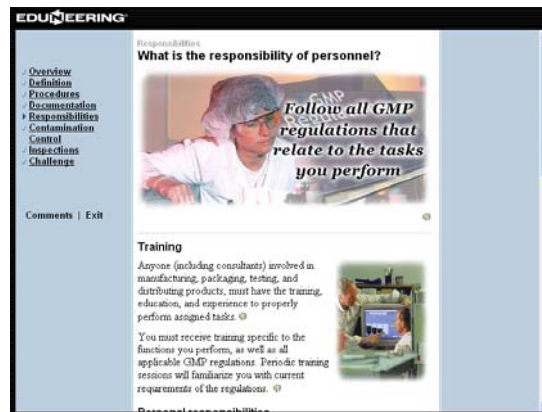 EDUNEERING
Overview
Definition
Procedures
Documentation
Responsibilities
Contamination
Control
Inspections
Challenge
Comments | Exit
Responsibilities
What is the responsibility of personnel?
GMP
Follow all GMP
regulations that
relate to the tasks
you perform
Training
Anyone (including consultants) involved in
manufacturing, packaging, testing, and
distributing products, must have the training,
education, and experience to properly
perform assigned tasks.
You must receive training specific to the
functions you perform, as well as all
applicable GMP regulations. Periodic training
sessions will familiarize you with current
requirements of the regulations.
Personal responsibilities